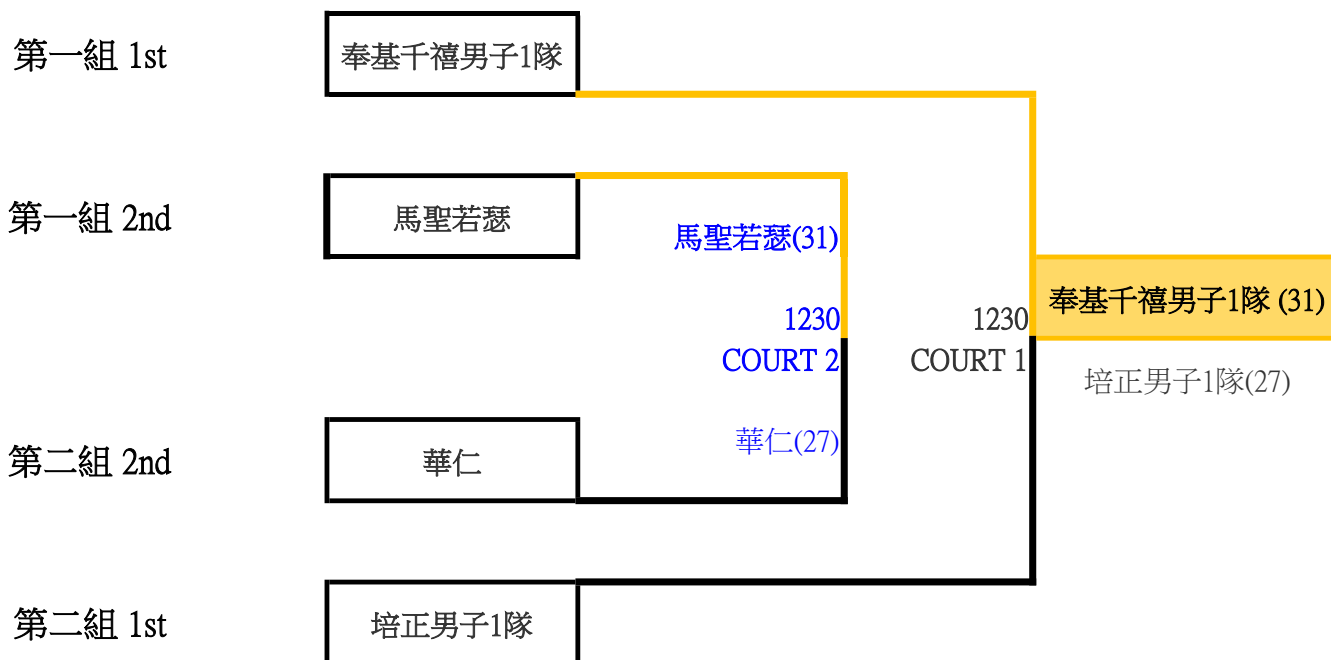 第一組 1st
奉基千禧男子1隊
第一組 2nd
馬聖若瑟
馬聖若瑟(31)
奉基千禧男子1隊 (31)
1230
COURT 2
1230
COURT 1
培正男子1隊(27)
華仁(27)
第二組 2nd
華仁
第二組 1st
培正男子1隊